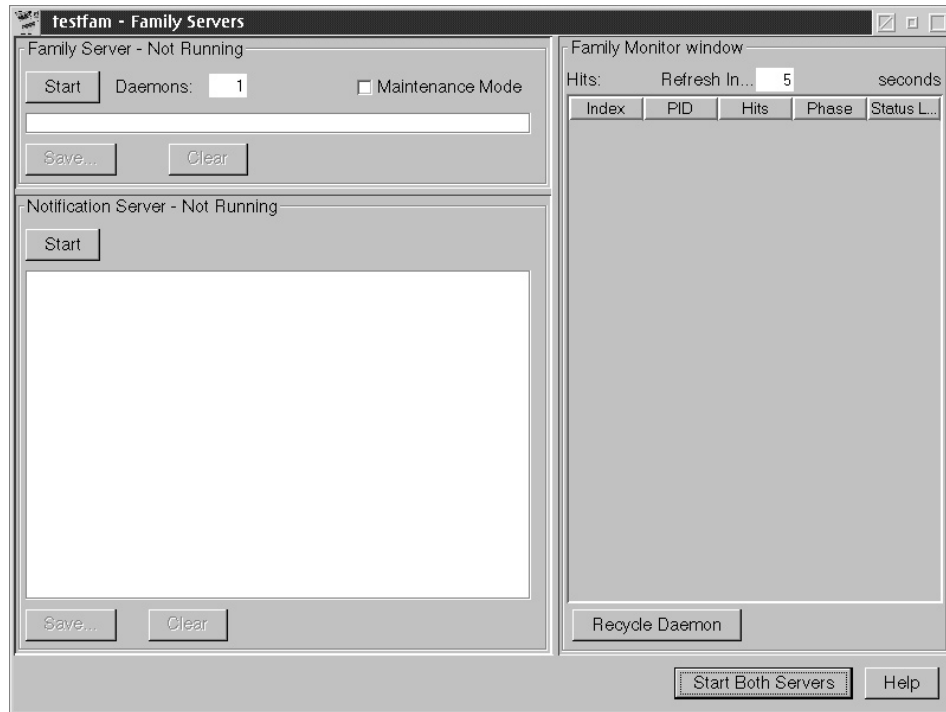 testfam - Family Servers
Family Server - Not Running
Start Daemons: 1 Maintenance Mode
Save... Clear
Notification Server - Not Running
Start
Save... Clear
Family Monitor window
Hits: Refresh In... 5 seconds
Index PID Hits Phase Status L...
Recycle Daemon
Start Both Servers Help